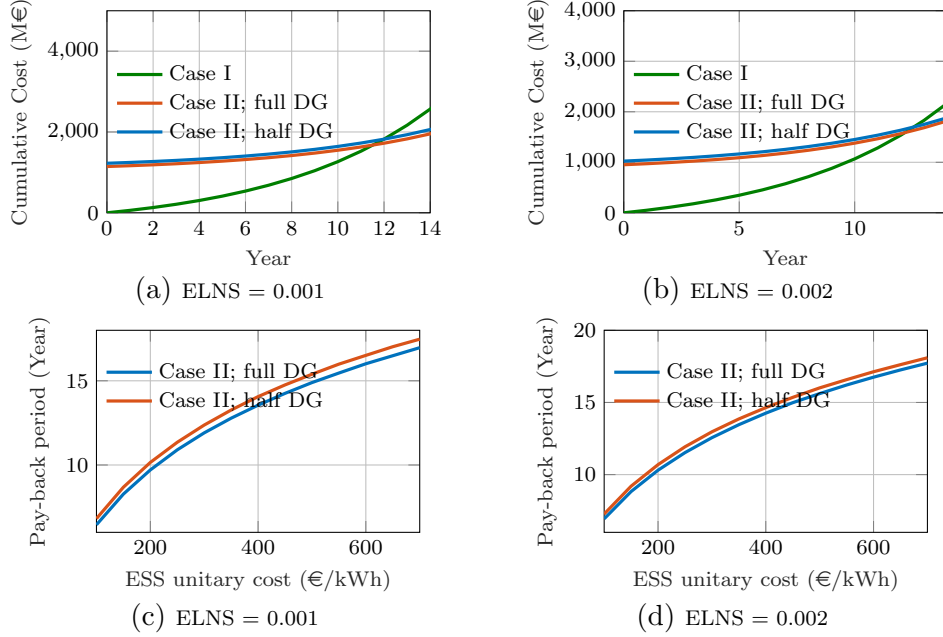 Cumulative Cost (M€)
4,000
2,000
0
Case I
Case II; full DG
Case II; half DG
0 2 4 6 8 10 12 14
Year
(a) ELNS = 0.001
Cumulative Cost (M€)
4,000
3,000
2,000
1,000
0
Case I
Case II; full DG
Case II; half DG
0 5 10
Year
(b) ELNS = 0.002
Pay-back period (Year)
15
10
Case II; full DG
Case II; half DG
200 400 600
ESS unitary cost (€/kWh)
(c) ELNS = 0.001
Pay-back period (Year)
20
15
10
Case II; full DG
Case II; half DG
200 400 600
ESS unitary cost (€/kWh)
(d) ELNS = 0.002